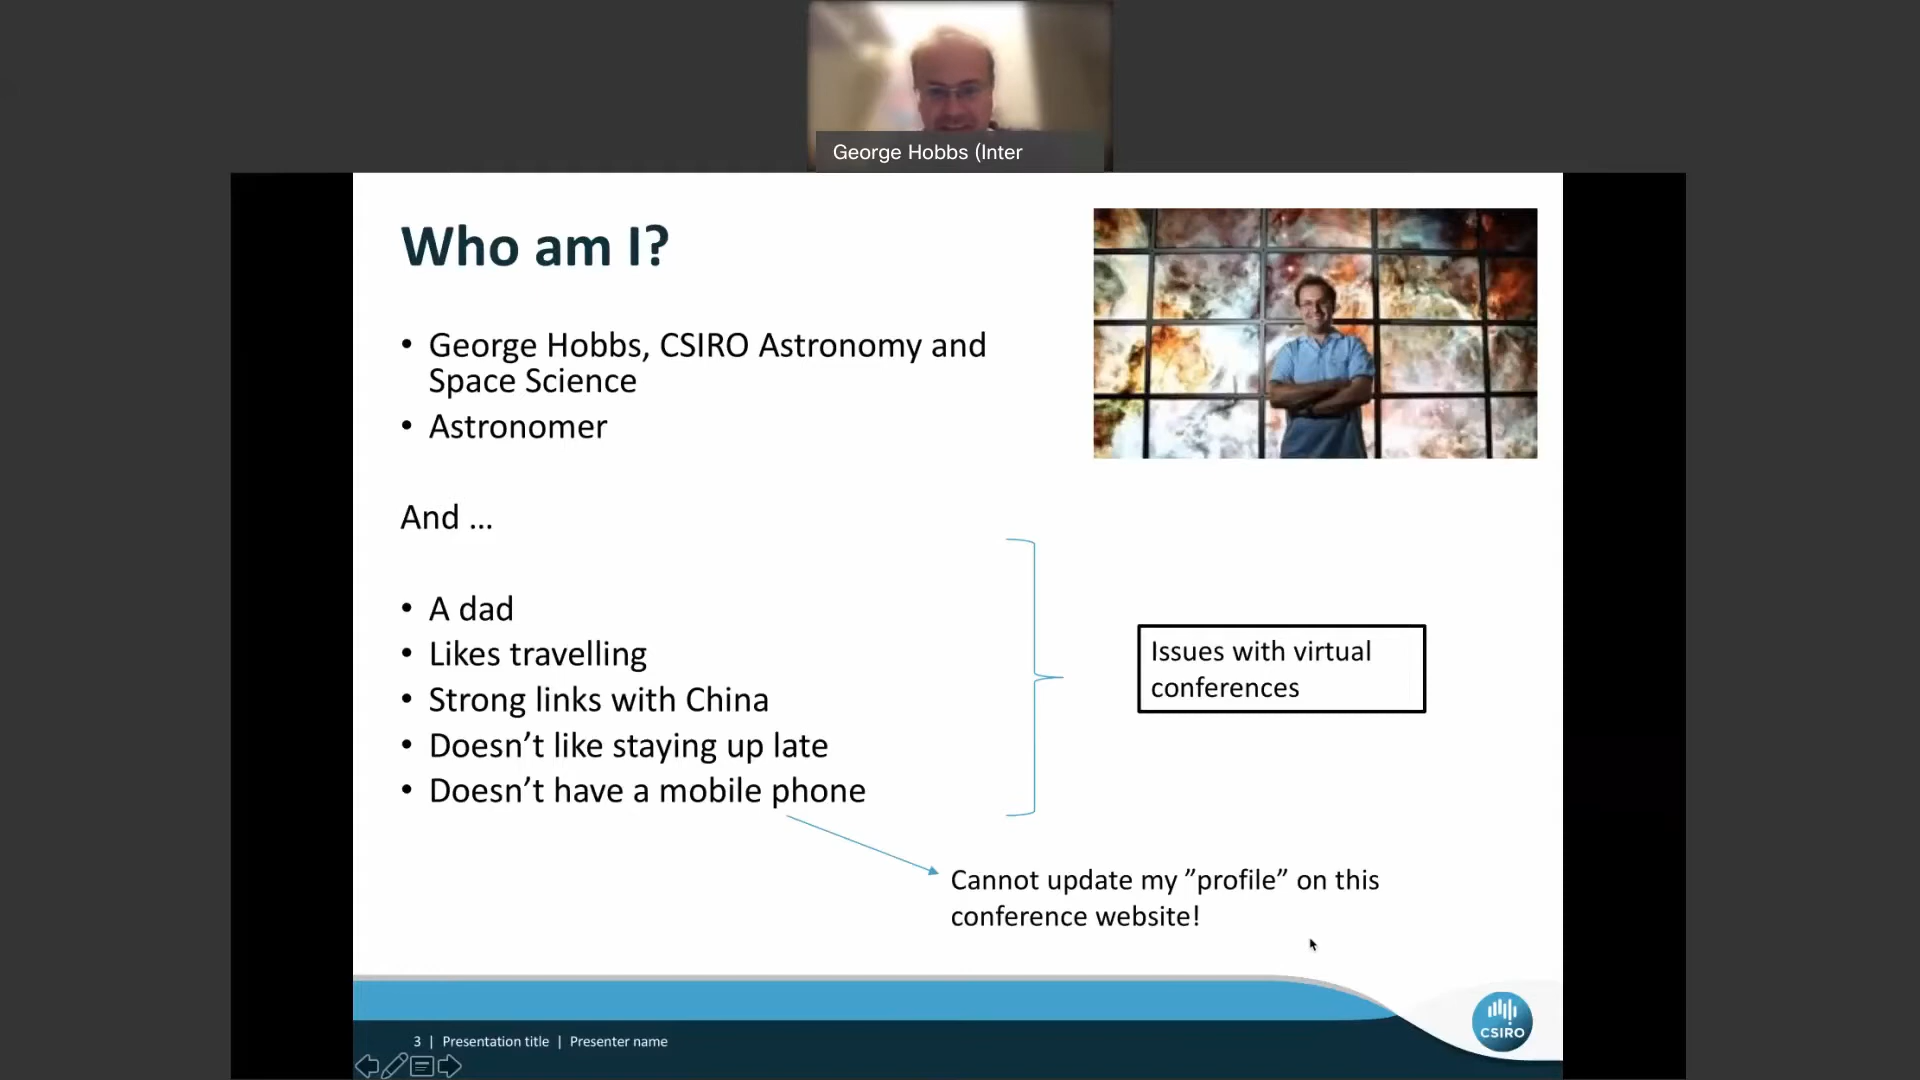 George Hobbs (Inter
Who am I?
• George Hobbs, CSIRO Astronomy and
Space Science
• Astronomer
And ...
• A dad
• Likes travelling
• Strong links with China
• Doesn’t like staying up late
• Doesn’t have a mobile phone
Issues with virtual
conferences
Cannot update my ”profile” on this
conference website!
3 | Presentation title | Presenter name
CSIRO